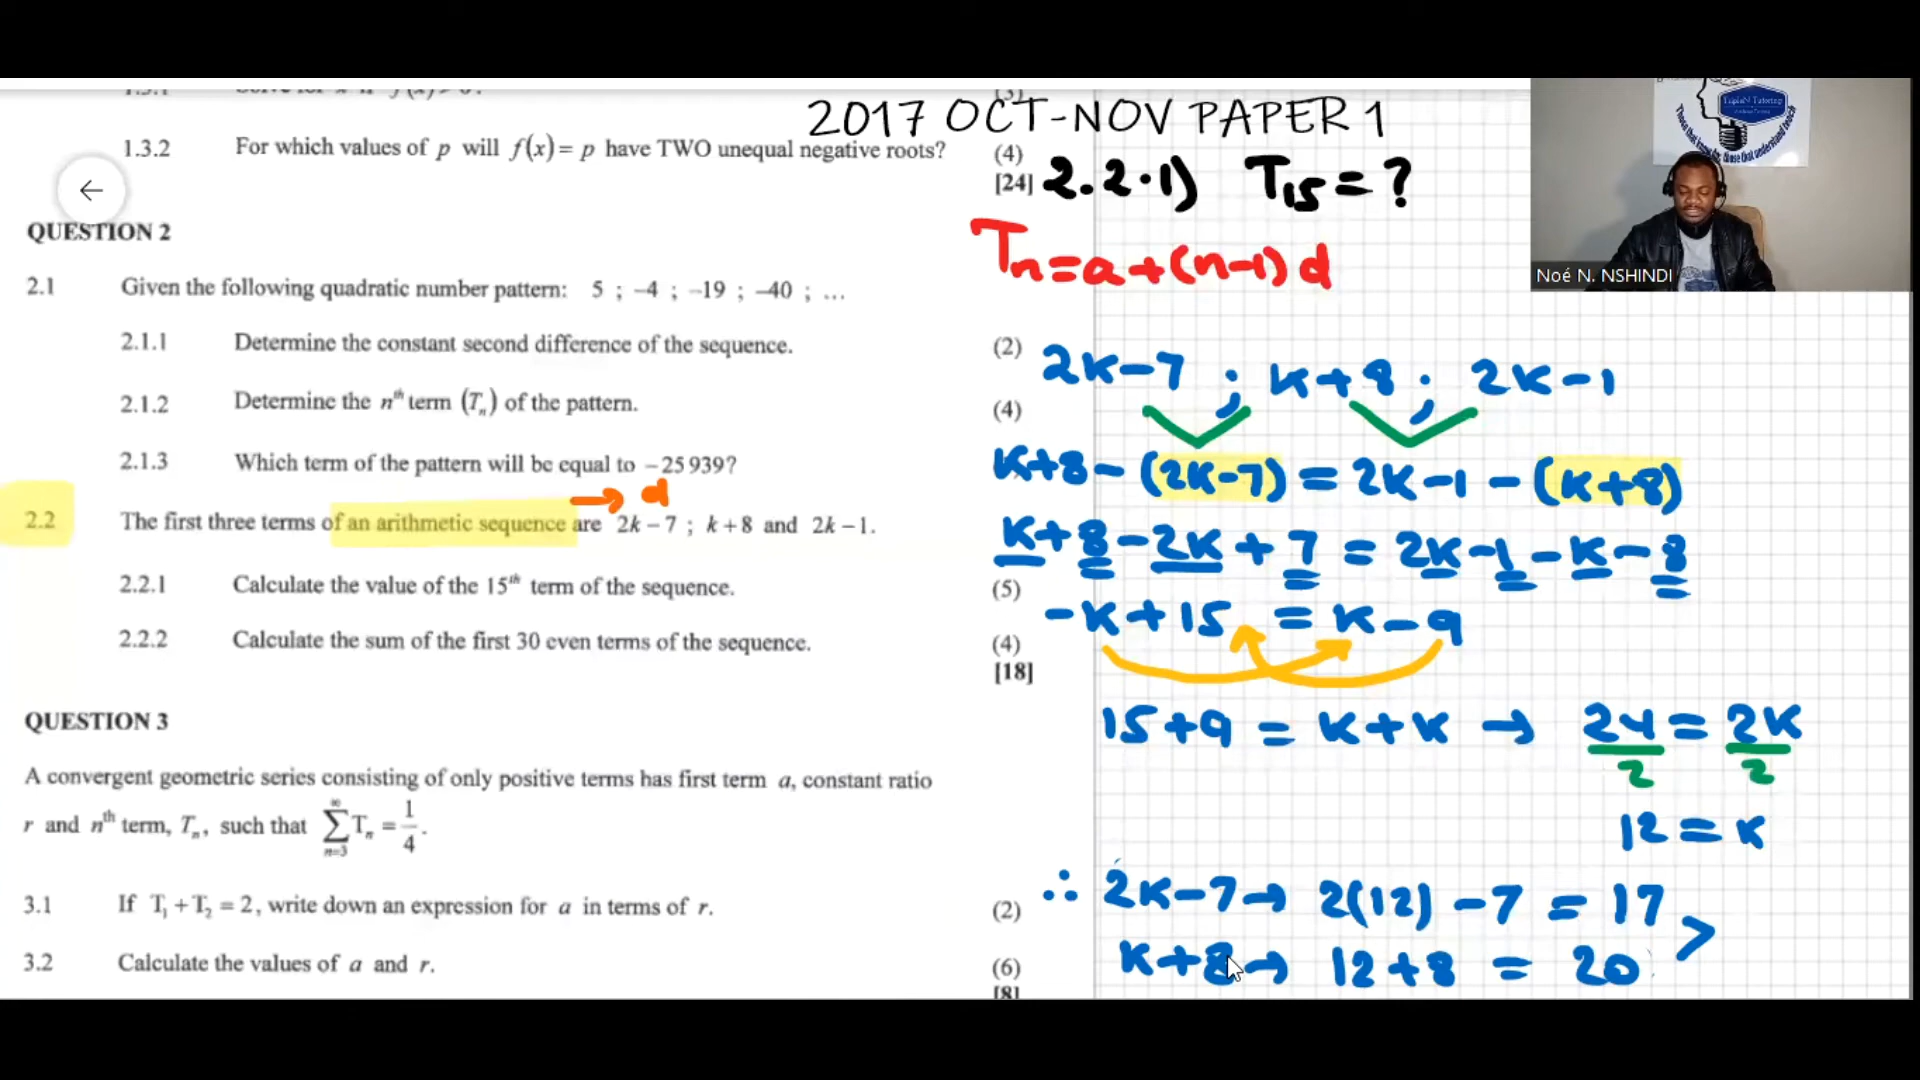 2017 OCT-NOV PAPER 1
1.3.1
1.3.2 For which values of p will f(x) = p have TWO unequal negative roots? (4)
[24]
QUESTION 2
2.1 Given the following quadratic number pattern: 5 ; –4 ; –19 ; –40 ; …
2.1.1 Determine the constant second difference of the sequence. (2)
2.1.2 Determine the nth term (Tn) of the pattern. (4)
2.1.3 Which term of the pattern will be equal to –25 939?
→ d
2.2 The first three terms of an arithmetic sequence are 2k – 7 ; k + 8 and 2k – 1.
2.2.1 Calculate the value of the 15th term of the sequence. (5)
2.2.2 Calculate the sum of the first 30 even terms of the sequence. (4)
[18]
QUESTION 3
A convergent geometric series consisting of only positive terms has first term a, constant ratio
r and nth term, Tn, such that ∑(n=3 to ∞) Tn = 1/4.
3.1 If T1 + T2 = 2, write down an expression for a in terms of r. (2)
3.2 Calculate the values of a and r. (6)
[8]
2.2.1) T15 = ?
Tn = a + (n-1) d
2k-7 ; k+8 ; 2k-1
k+8-(2k-7) = 2k-1-(k+8)
k+8-2k+7 = 2k-1-k-8
-k+15 = k-9
15+9 = k+k → 24/2 = 2k/2
12 = k
∴ 2k-7 → 2(12)-7 = 17 >
k+8 → 12+8 = 20
TripleN Tutoring
Noé N. NSHINDI